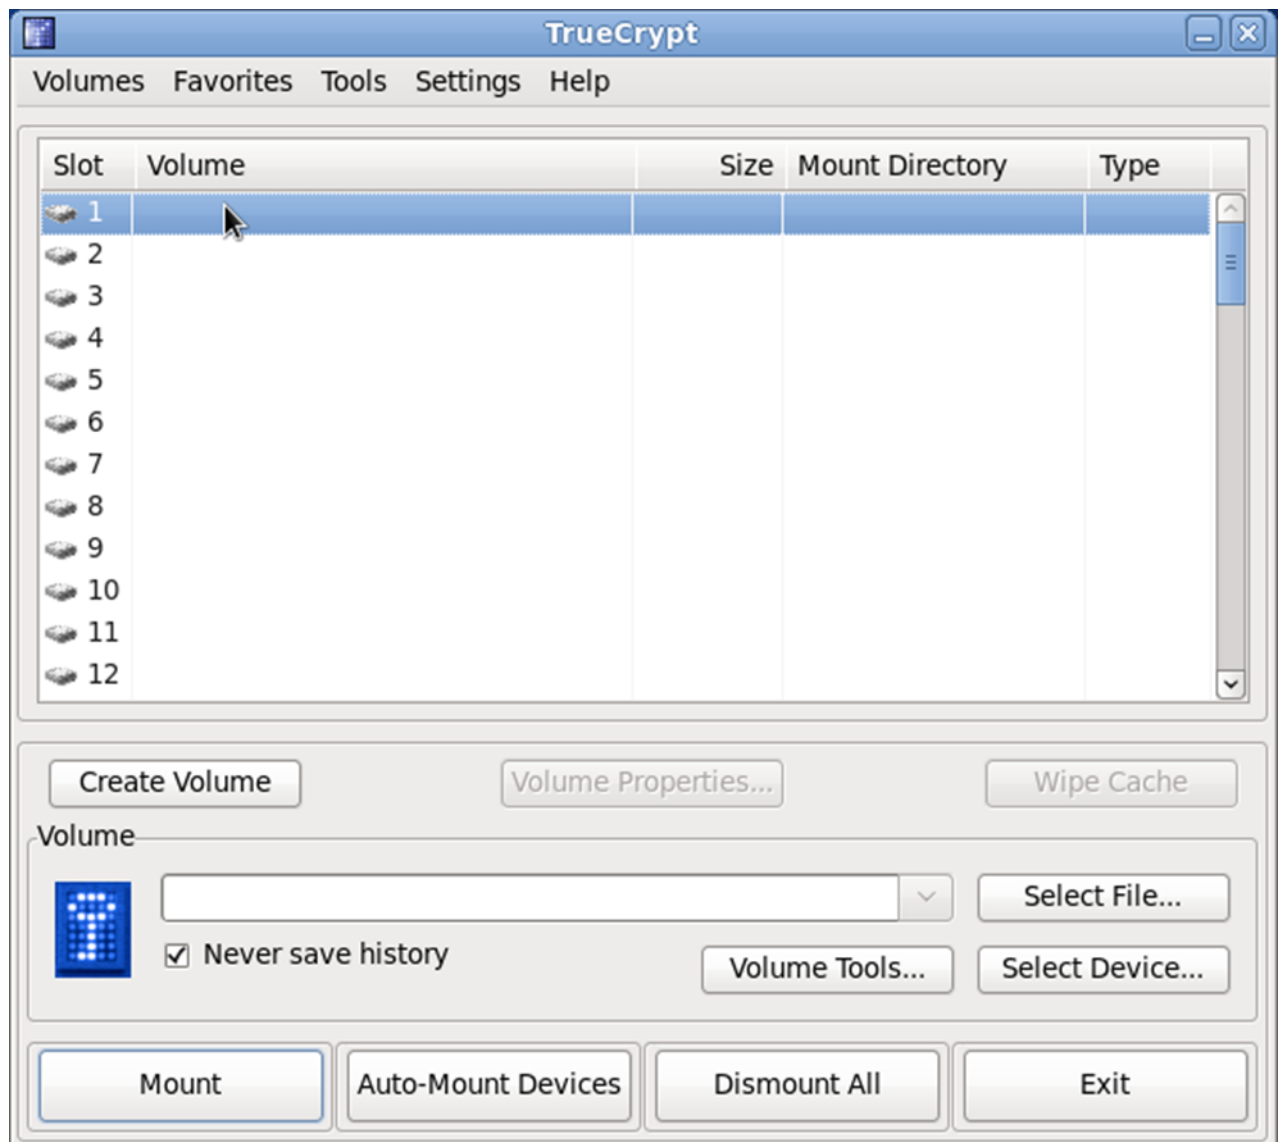 TrueCrypt
Volumes Favorites Tools Settings Help
Slot Volume Size Mount Directory Type
1
2
3
4
5
6
7
8
9
10
11
12
Create Volume Volume Properties... Wipe Cache
Volume
Select File...
Never save history
Volume Tools... Select Device...
Mount Auto-Mount Devices Dismount All Exit